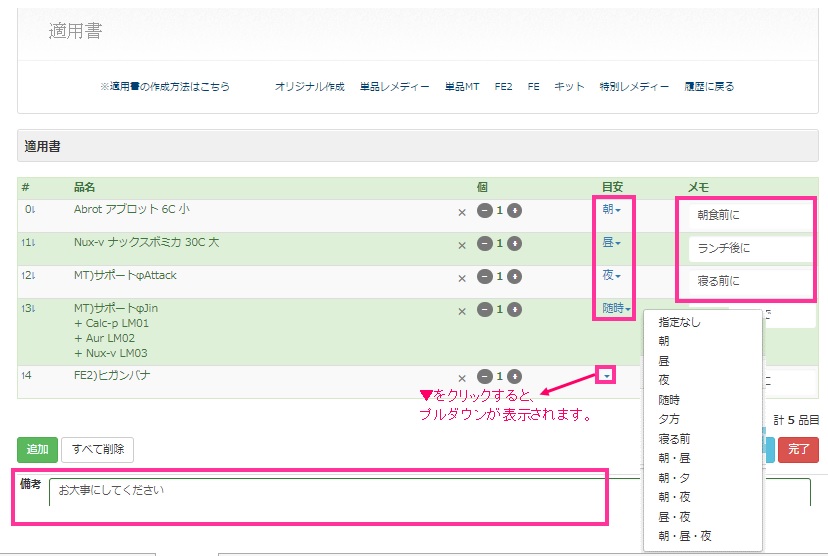 適用書
※適用書の作成方法はこちら オリジナル作成 単品レメディー 単品MT FE2 FE キット 特別レメディー 履歴に戻る
適用書
# 品名 個 目安 メモ
0↓ Abrot アブロット 6C 小 × − 1 + 朝 朝食前に
↑1↓ Nux-v ナックスボミカ 30C 大 × − 1 + 昼 ランチ後に
↑2↓ MT)サポートφAttack × − 1 + 夜 寝る前に
↑3↓ MT)サポートφJin × − 1 + 随時
+ Calc-p LM01
+ Aur LM02
+ Nux-v LM03
↑4 FE2)ヒガンバナ × − 1 +
▼をクリックすると、
プルダウンが表示されます。
指定なし
朝
昼
夜
随時
夕方
寝る前
朝・昼
朝・夕
朝・夜
昼・夜
朝・昼・夜
計 5 品目
追加 すべて削除 完了
備考 お大事にしてください